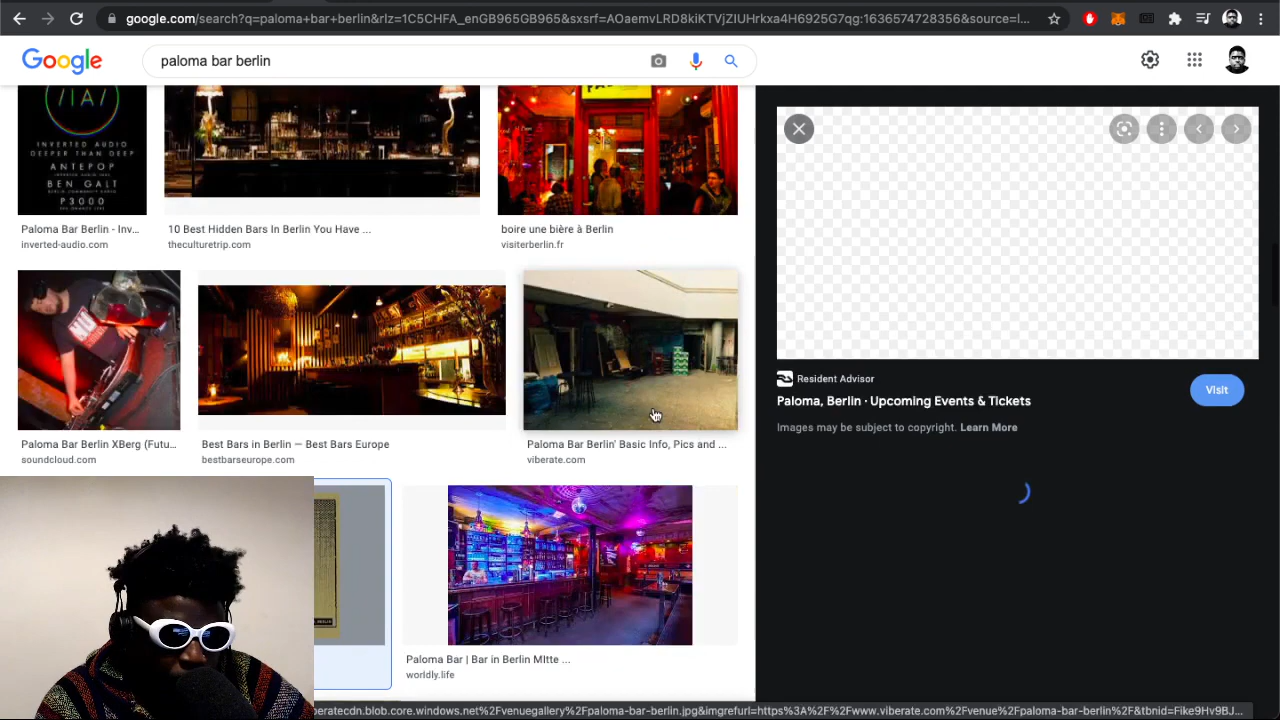 google.com/search?q=paloma+bar+berlin&rlz=1C5CHFA_enGB965GB965&sxsrf=AOaemvLRD8kiKTVjZIUHrkxa4H6925G7qg:1636574728356&source=l...
Google
paloma bar berlin
INVERTED AUDIO
DEEPER THAN DEEP
ANTEPOP
BEN GALT
P3000
Paloma Bar Berlin - Inv...
inverted-audio.com
10 Best Hidden Bars In Berlin You Have ...
theculturetrip.com
boire une bière à Berlin
visiterberlin.fr
Resident Advisor
Paloma, Berlin · Upcoming Events & Tickets
Visit
Images may be subject to copyright. Learn More
Paloma Bar Berlin XBerg (Futu...
soundcloud.com
Best Bars in Berlin — Best Bars Europe
bestbarseurope.com
Paloma Bar Berlin' Basic Info, Pics and ...
viberate.com
Paloma Bar | Bar in Berlin MItte ...
worldly.life
beratecdn.blob.core.windows.net%2Fvenuegallery%2Fpaloma-bar-berlin.jpg&imgrefurl=https%3A%2F%2Fwww.viberate.com%2Fvenue%2Fpaloma-bar-berlin%2F&tbnid=Fike9Hv9BJ...